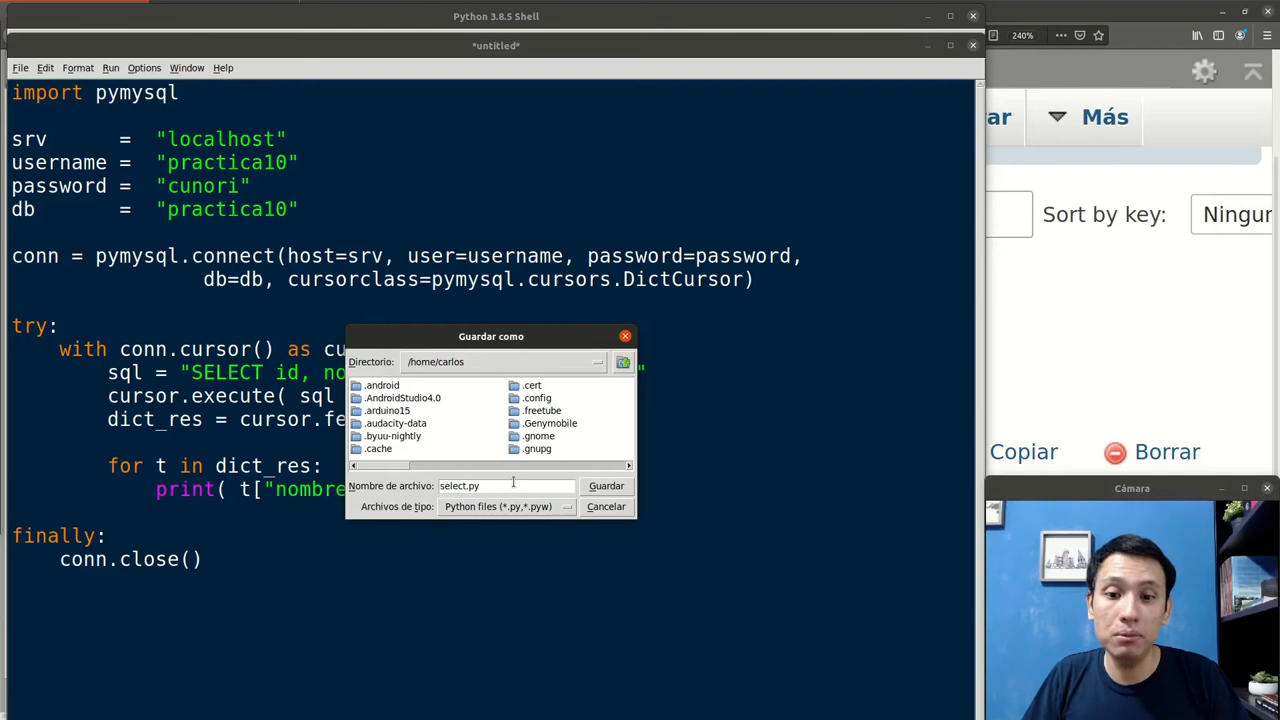 Python 3.8.5 Shell
*untitled*
File Edit Format Run Options Window Help
import pymysql
srv = "localhost"
username = "practica10"
password = "cunori"
db = "practica10"
conn = pymysql.connect(host=srv, user=username, password=password,
db=db, cursorclass=pymysql.cursors.DictCursor)
try:
with conn.cursor() as cu
sql = "SELECT id, no "
cursor.execute( sql
dict_res = cursor.fe
for t in dict_res:
print( t["nombre
finally:
conn.close()
Guardar como
Directorio: /home/carlos
.android .cert
.AndroidStudio4.0 .config
.arduino15 .freetube
.audacity-data .Genymobile
.byuu-nightly .gnome
.cache .gnupg
Nombre de archivo: select.py Guardar
Archivos de tipo: Python files (*.py,*.pyw) Cancelar
240%
ar Más
Sort by key: Ningur
Copiar Borrar
Cámara